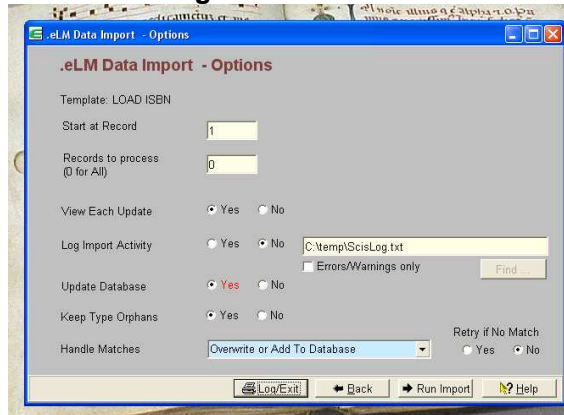 .eLM Data Import - Options
.eLM Data Import - Options
Template: LOAD ISBN
Start at Record 1
Records to process
(0 for All) 0
View Each Update Yes No
Log Import Activity Yes No C:\temp\ScisLog.txt
Errors/Warnings only Find ...
Update Database Yes No
Keep Type Orphans Yes No
Retry if No Match
Handle Matches Overwrite or Add To Database Yes No
Log/Exit Back Run Import Help